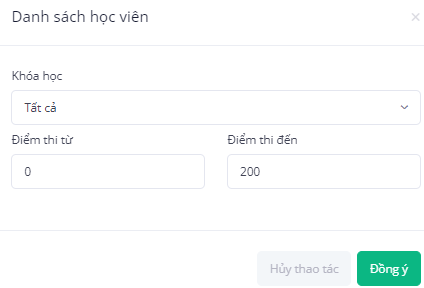 Danh sách học viên
Khóa học
Tất cả
Điểm thi từ
Điểm thi đến
0
200
Hủy thao tác
Đồng ý